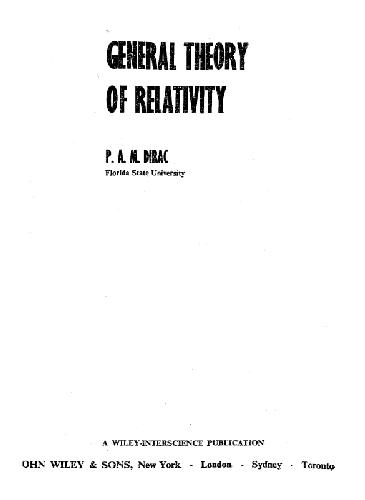 GENERAL THEORY
OF RELATIVITY
P. A. M. DIRAC
Florida State University
A WILEY-INTERSCIENCE PUBLICATION
OHN WILEY & SONS, New York - London - Sydney - Toronto